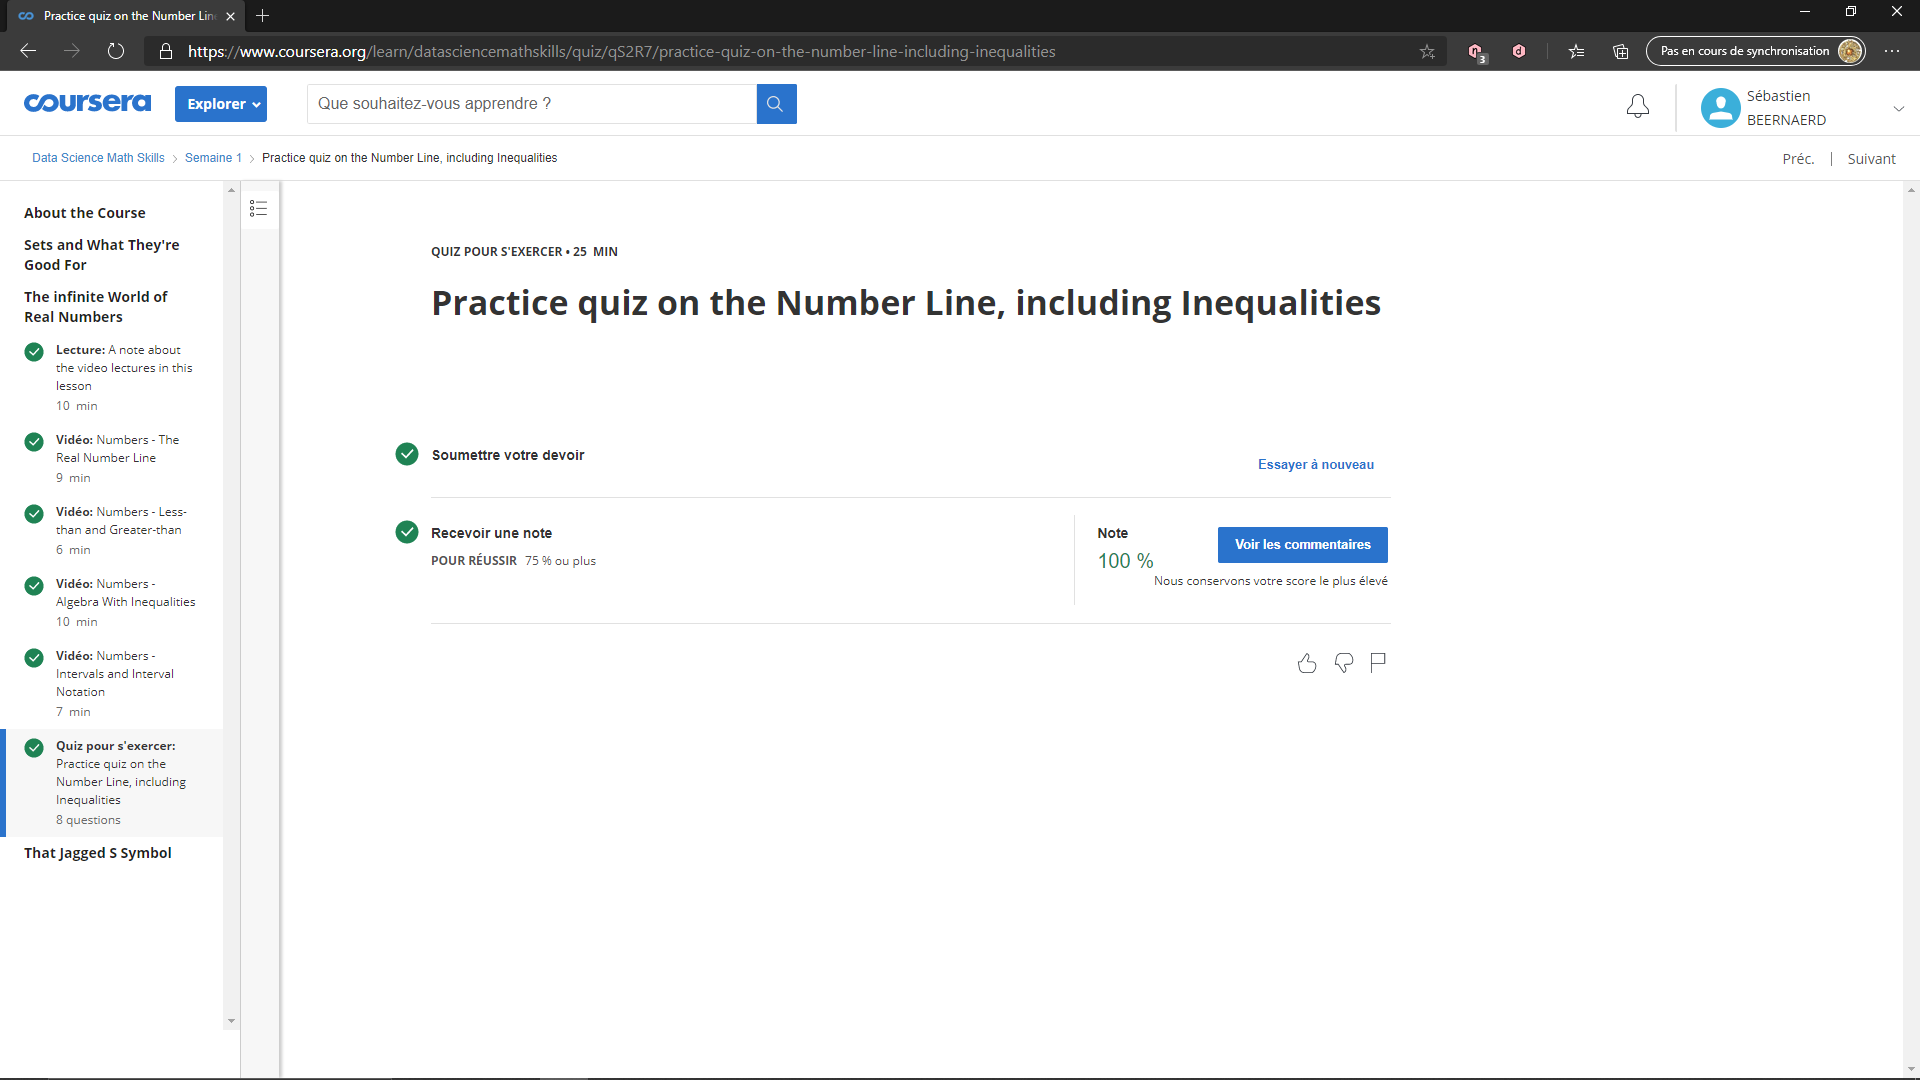 Practice quiz on the Number Lin
https://www.coursera.org/learn/datasciencemathskills/quiz/qS2R7/practice-quiz-on-the-number-line-including-inequalities
3
Pas en cours de synchronisation
coursera
Explorer
Que souhaitez-vous apprendre ?
Sébastien
BEERNAERD
Data Science Math Skills > Semaine 1 > Practice quiz on the Number Line, including Inequalities
Préc. | Suivant
About the Course
Sets and What They're
Good For
The infinite World of
Real Numbers
Lecture: A note about
the video lectures in this
lesson
10 min
Vidéo: Numbers - The
Real Number Line
9 min
Vidéo: Numbers - Less-
than and Greater-than
6 min
Vidéo: Numbers -
Algebra With Inequalities
10 min
Vidéo: Numbers -
Intervals and Interval
Notation
7 min
Quiz pour s'exercer:
Practice quiz on the
Number Line, including
Inequalities
8 questions
That Jagged S Symbol
QUIZ POUR S'EXERCER • 25 MIN
Practice quiz on the Number Line, including Inequalities
Soumettre votre devoir
Essayer à nouveau
Recevoir une note
POUR RÉUSSIR 75 % ou plus
Note
100 %
Voir les commentaires
Nous conservons votre score le plus élevé